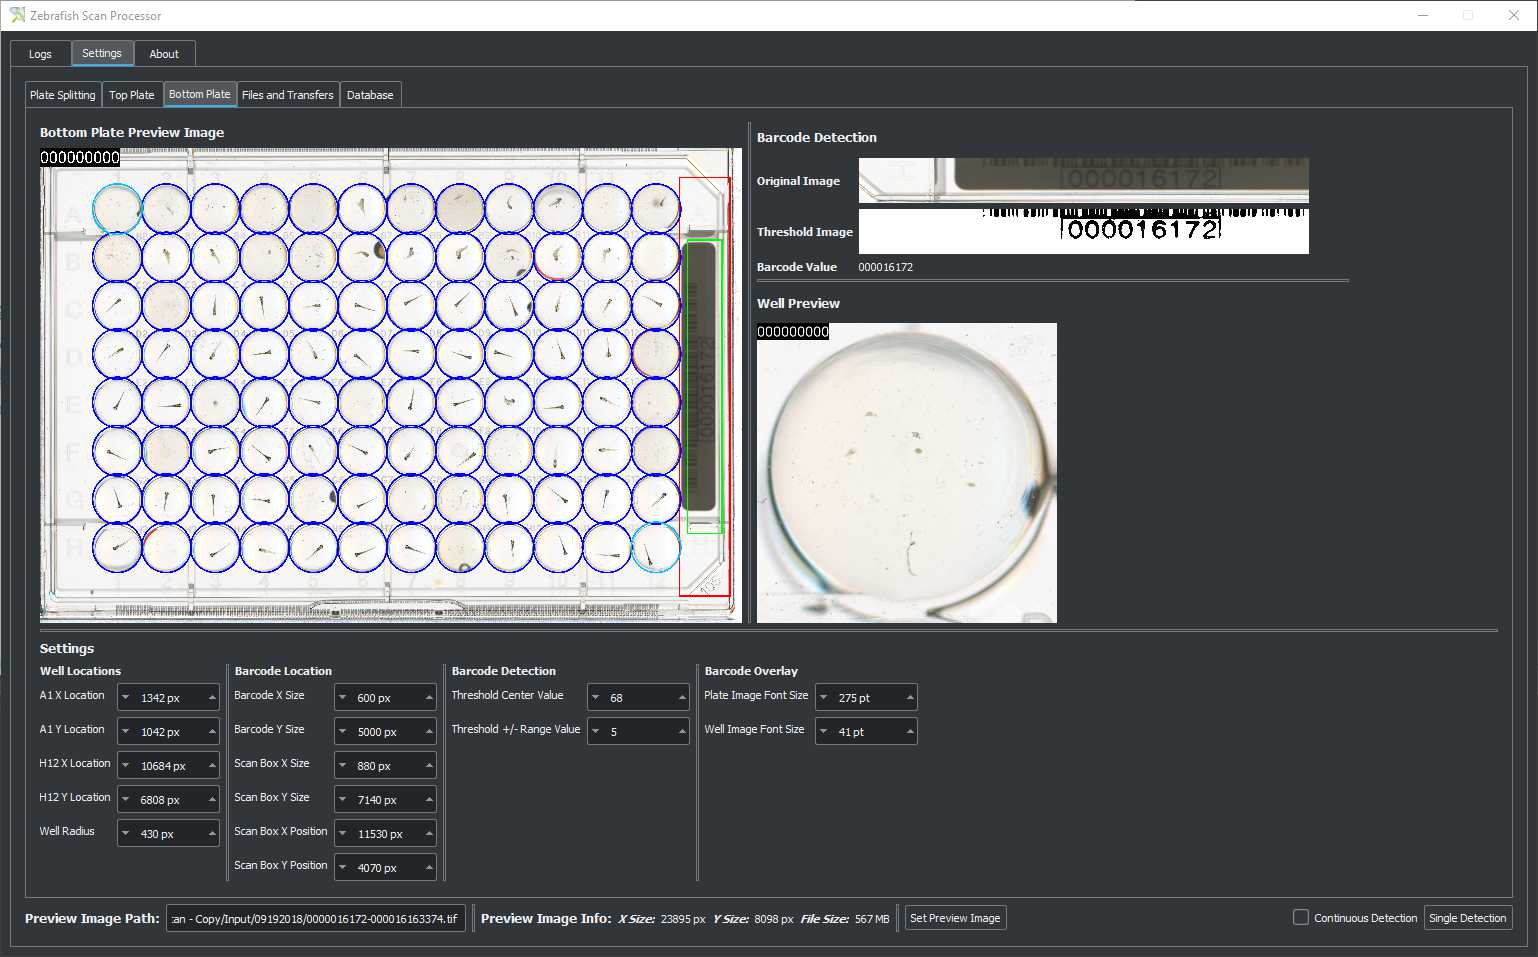 Zebrafish Scan Processor
Logs Settings About
Plate Splitting Top Plate Bottom Plate Files and Transfers Database
Bottom Plate Preview Image
000000000
A
B
C
D
E
F
G
H
000016172
Barcode Detection
Original Image
000016172
Threshold Image
000016172
Barcode Value 000016172
Well Preview
000000000
Settings
Well Locations
A1 X Location 1342 px
A1 Y Location 1042 px
H12 X Location 10684 px
H12 Y Location 6808 px
Well Radius 430 px
Barcode Location
Barcode X Size 600 px
Barcode Y Size 5000 px
Scan Box X Size 880 px
Scan Box Y Size 7140 px
Scan Box X Position 11530 px
Scan Box Y Position 4070 px
Barcode Detection
Threshold Center Value 68
Threshold +/- Range Value 5
Barcode Overlay
Plate Image Font Size 275 pt
Well Image Font Size 41 pt
Preview Image Path: :an - Copy/Input/09192018/0000016172-000016163374.tif Preview Image Info: X Size: 23895 px Y Size: 8098 px File Size: 567 MB Set Preview Image Continuous Detection Single Detection